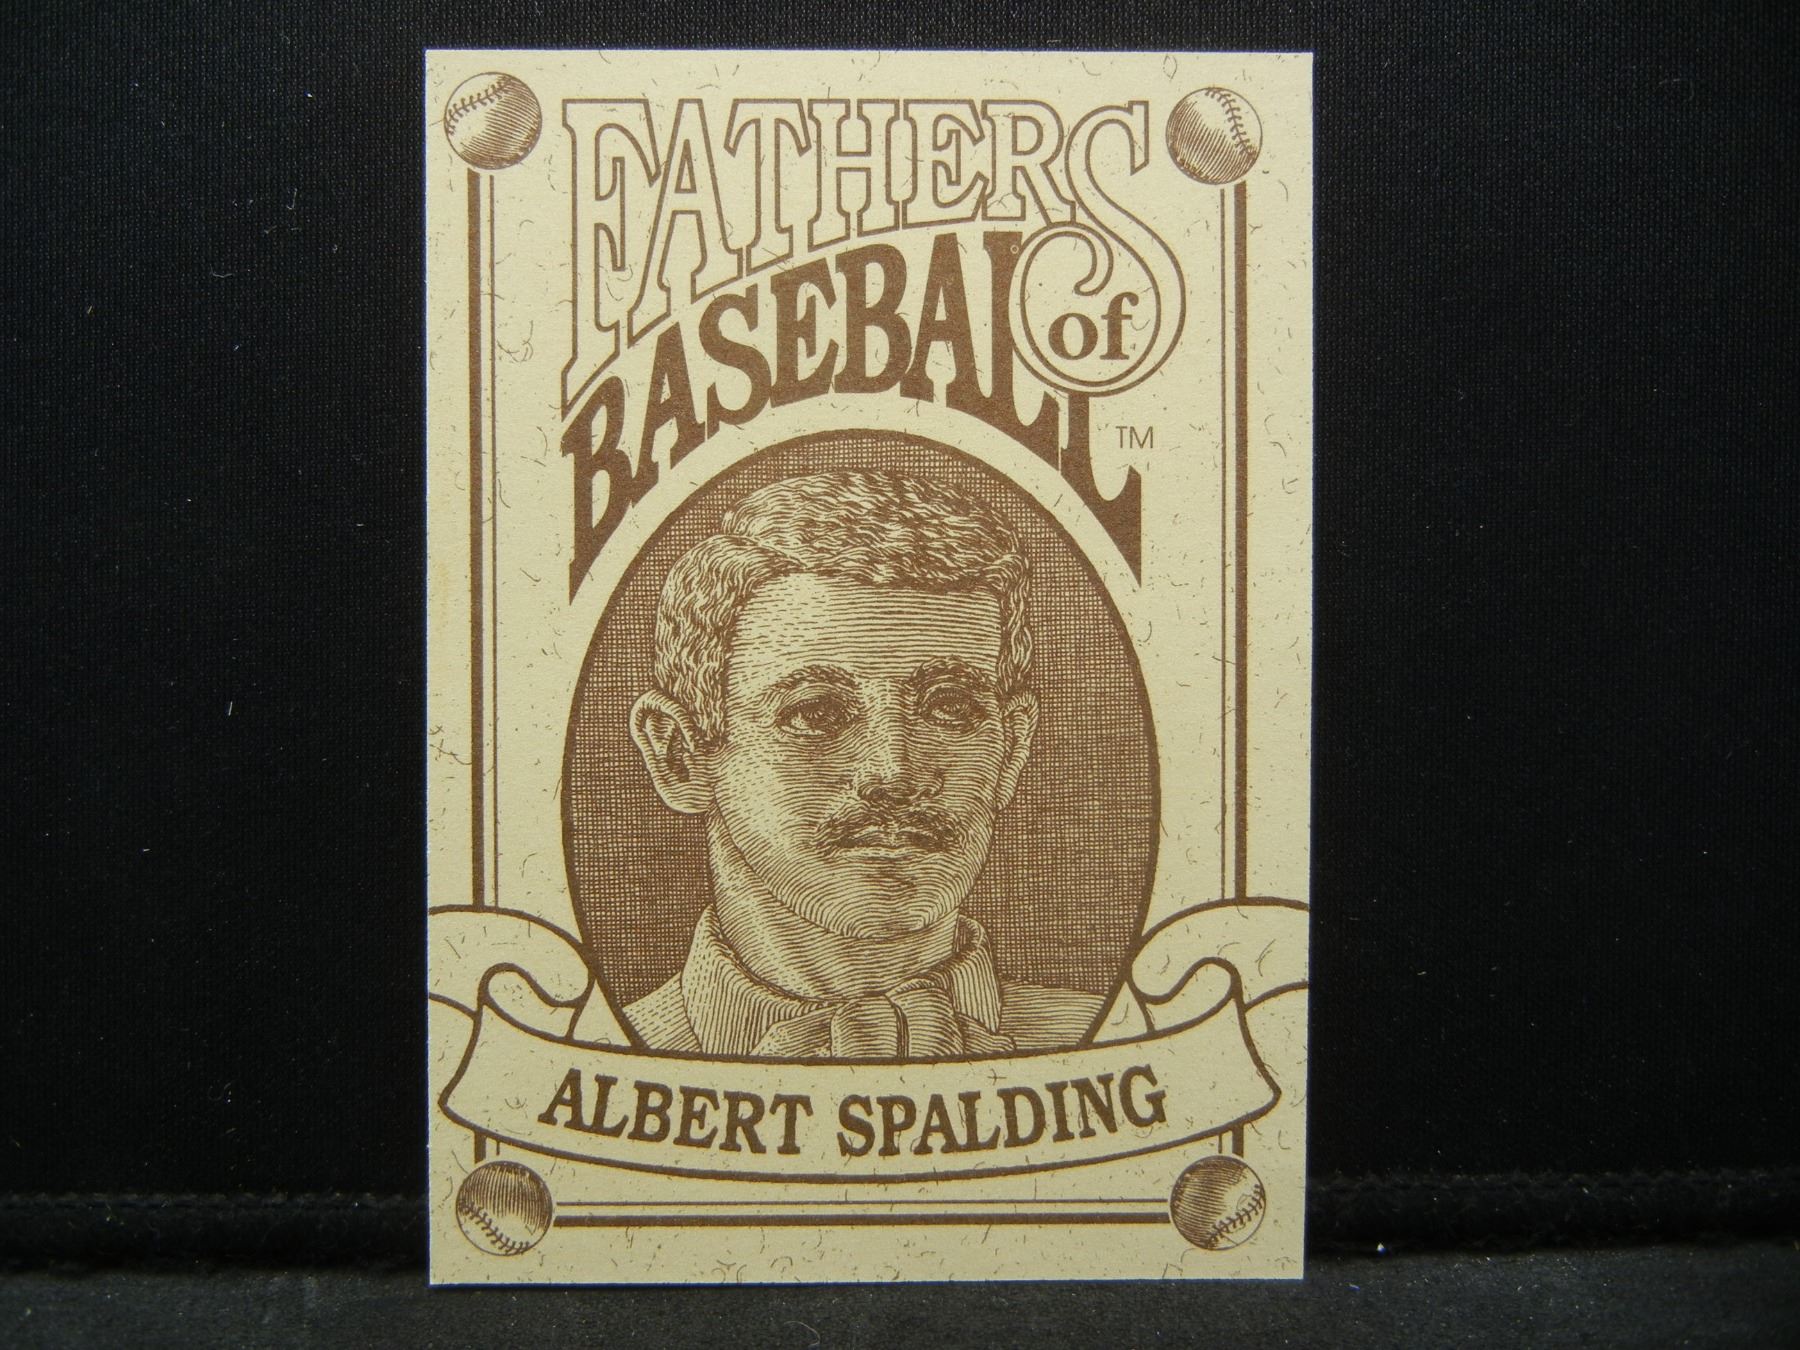 FATHERS
of
BASEBALL
TM
ALBERT SPALDING